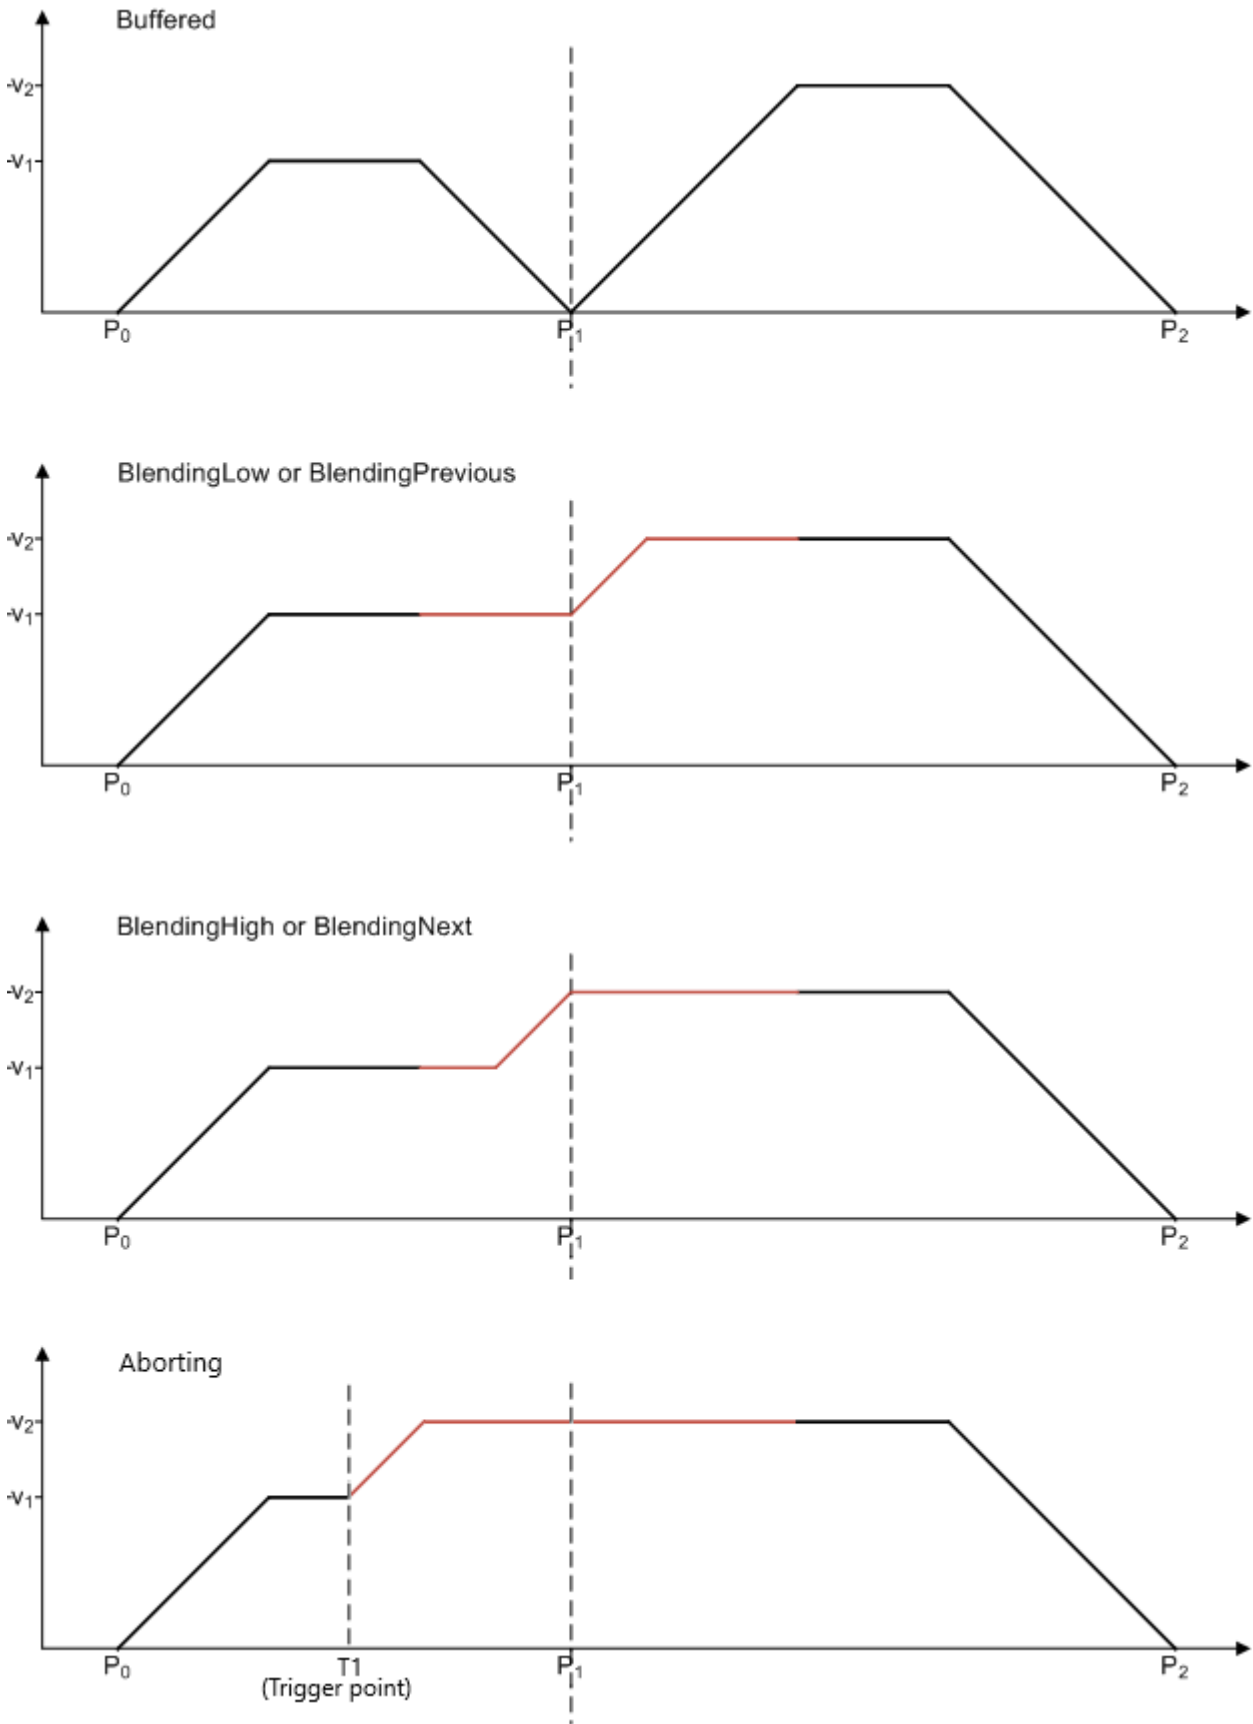 Buffered
V2
V1
P0 P1 P2
BlendingLow or BlendingPrevious
V2
V1
P0 P1 P2
BlendingHigh or BlendingNext
V2
V1
P0 P1 P2
Aborting
V2
V1
P0 T1 P1 P2
(Trigger point)